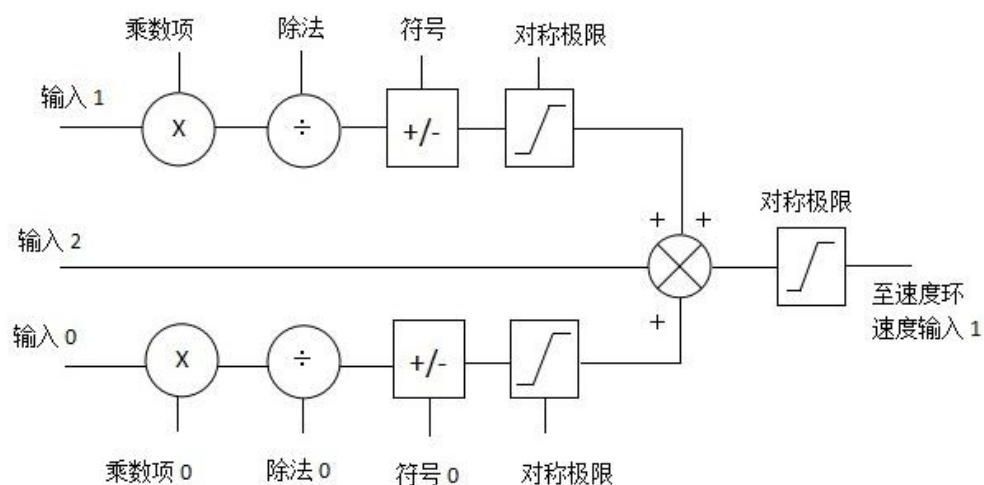 乘数项 除法 符号 对称极限
输入 1
X ÷ +/-
+ +
对称极限
输入 2
至速度环
速度输入 1
+
输入 0
X ÷ +/-
乘数项 0 除法 0 符号 0 对称极限